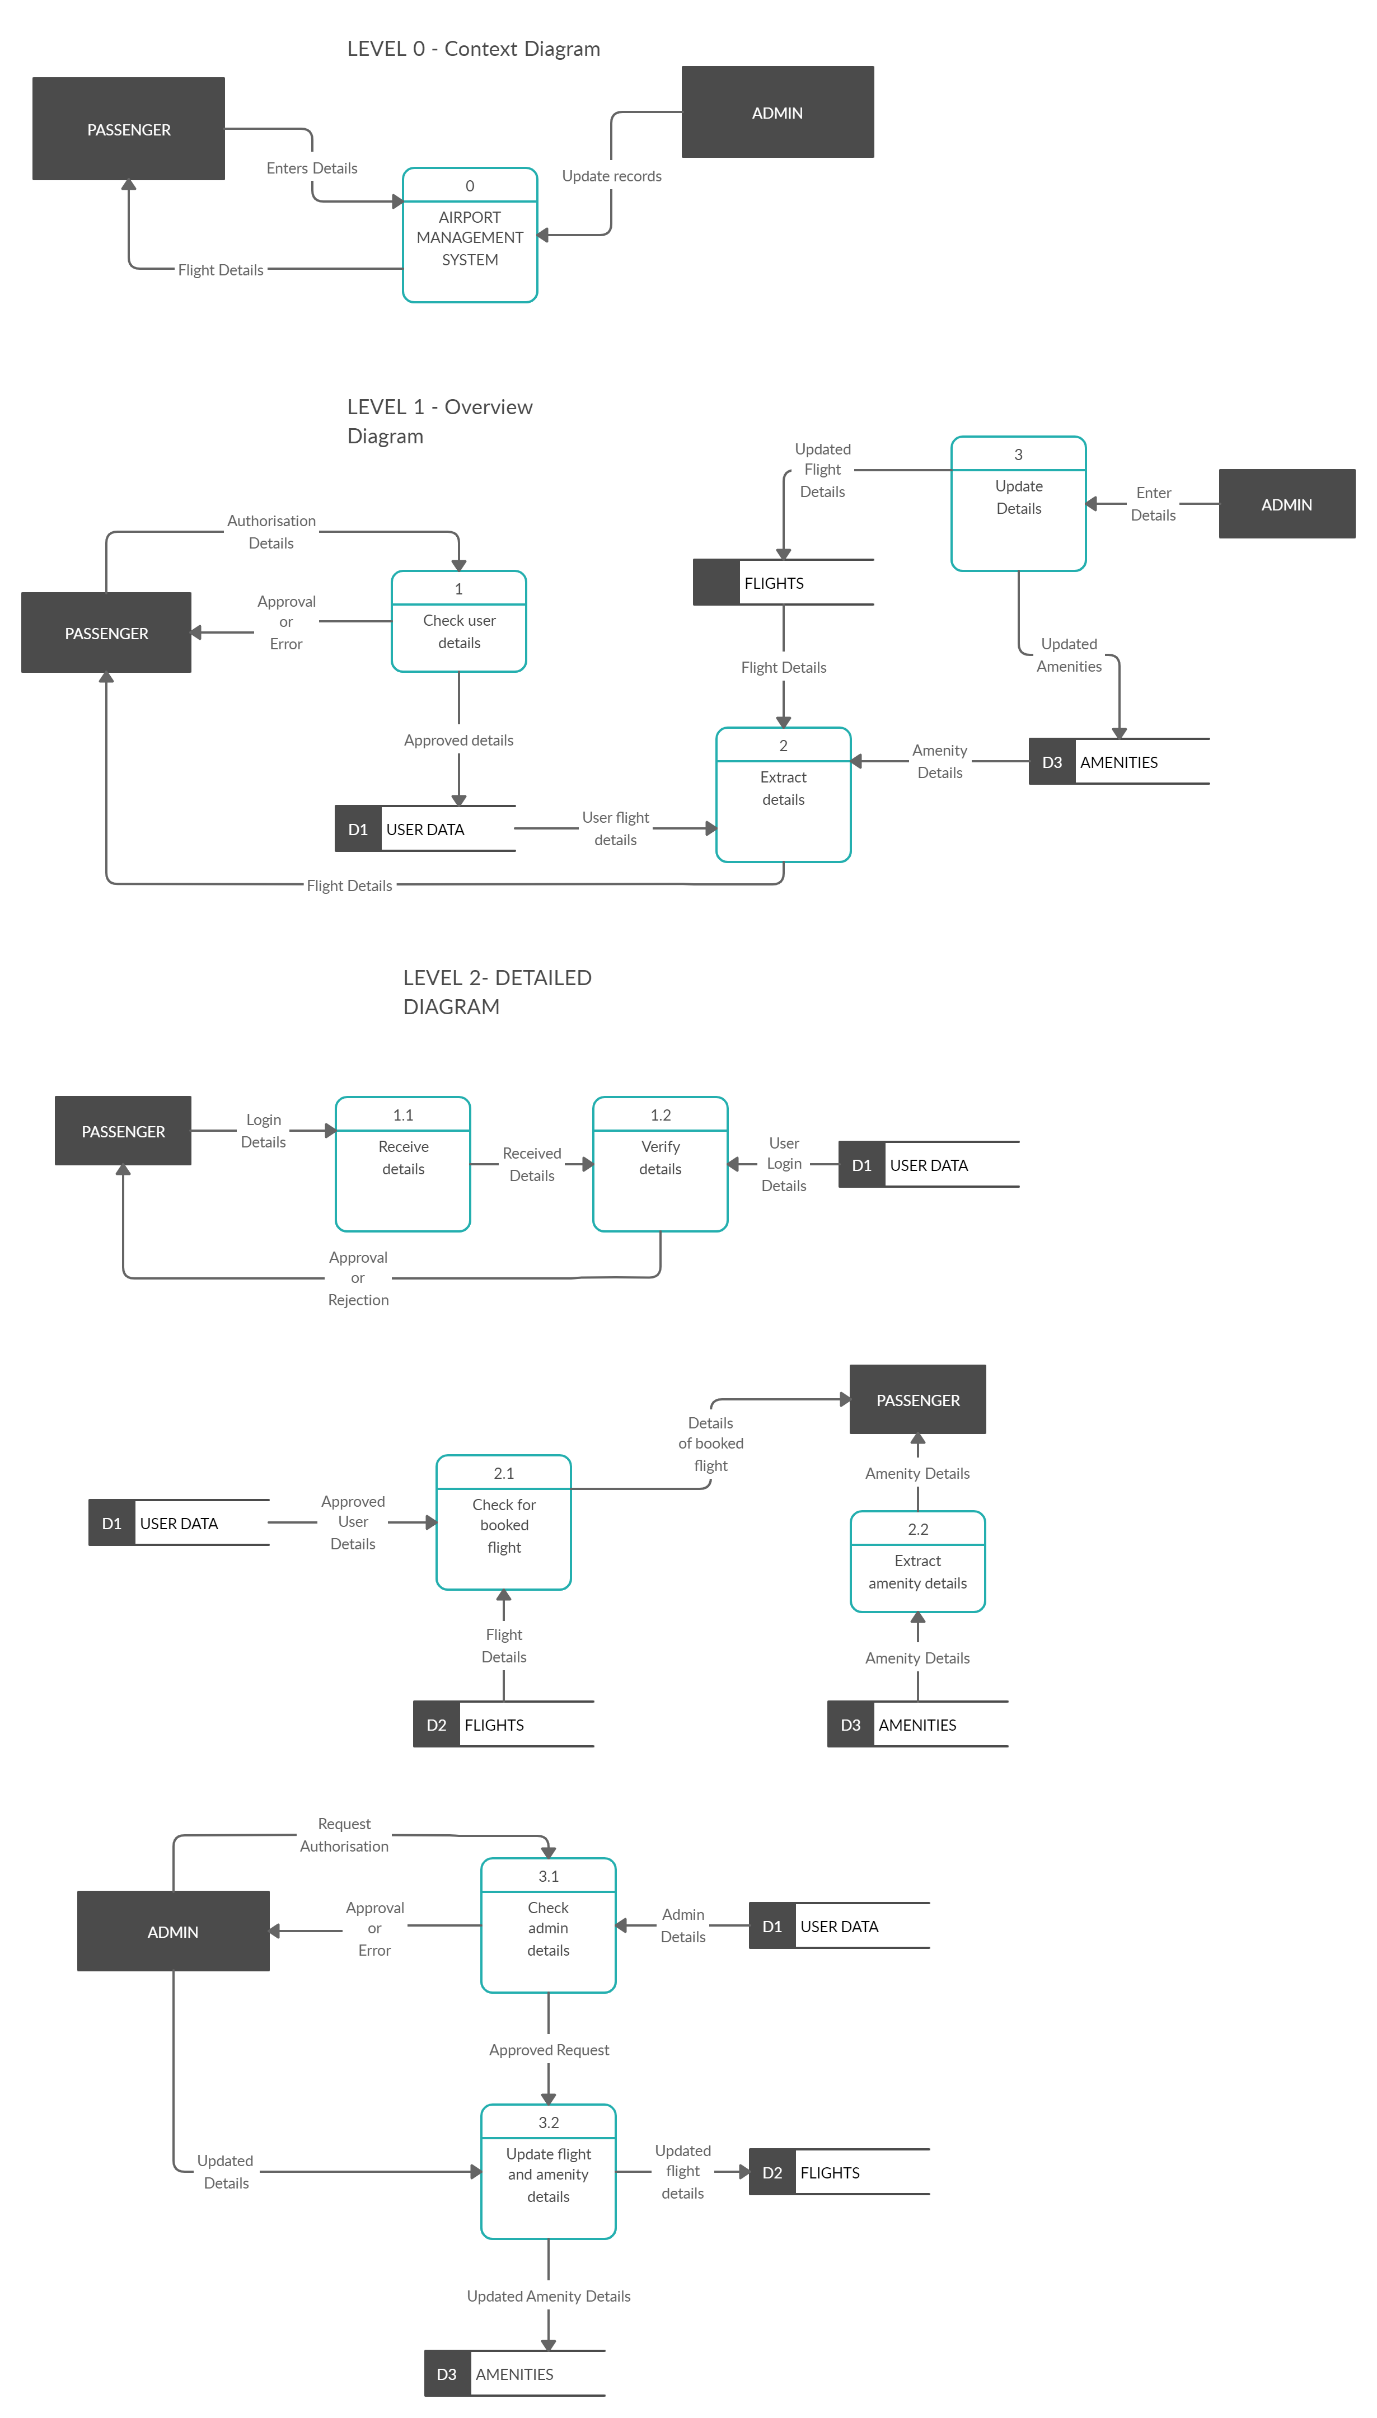 LEVEL 0 - Context Diagram
PASSENGER
ADMIN
Enters Details
Update records
0
AIRPORT
MANAGEMENT
SYSTEM
Flight Details
LEVEL 1 - Overview
Diagram
Updated
Flight
Details
3
Update
Details
Enter
Details
ADMIN
Authorisation
Details
FLIGHTS
1
Check user
details
Approval
or
Error
PASSENGER
Updated
Amenities
Flight Details
Approved details
2
Extract
details
Amenity
Details
D3
AMENITIES
D1
USER DATA
User flight
details
Flight Details
LEVEL 2- DETAILED
DIAGRAM
PASSENGER
Login
Details
1.1
Receive
details
Received
Details
1.2
Verify
details
User
Login
Details
D1
USER DATA
Approval
or
Rejection
PASSENGER
Details
of booked
flight
Amenity Details
2.1
Check for
booked
flight
D1
USER DATA
Approved
User
Details
2.2
Extract
amenity details
Flight
Details
Amenity Details
D2
FLIGHTS
D3
AMENITIES
Request
Authorisation
3.1
Check
admin
details
ADMIN
Approval
or
Error
Admin
Details
D1
USER DATA
Approved Request
3.2
Update flight
and amenity
details
Updated
Details
Updated
flight
details
D2
FLIGHTS
Updated Amenity Details
D3
AMENITIES